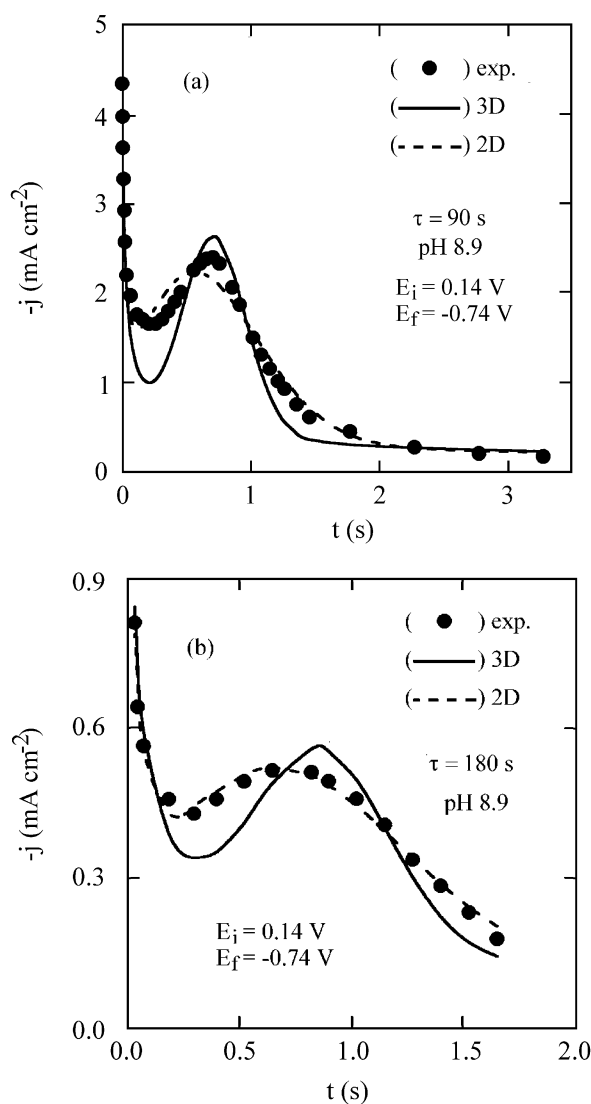 5
4
3
2
1
0
-j (mA cm-2)
(a)
( ● ) exp.
( ) 3D
( ) 2D
τ = 90 s
pH 8.9
Ei = 0.14 V
Ef = -0.74 V
0 1 2 3
t (s)
0.9
0.6
0.3
0.0
-j (mA cm-2)
(b)
( ● ) exp.
( ) 3D
( ) 2D
τ = 180 s
pH 8.9
Ei = 0.14 V
Ef = -0.74 V
0.0 0.5 1.0 1.5 2.0
t (s)